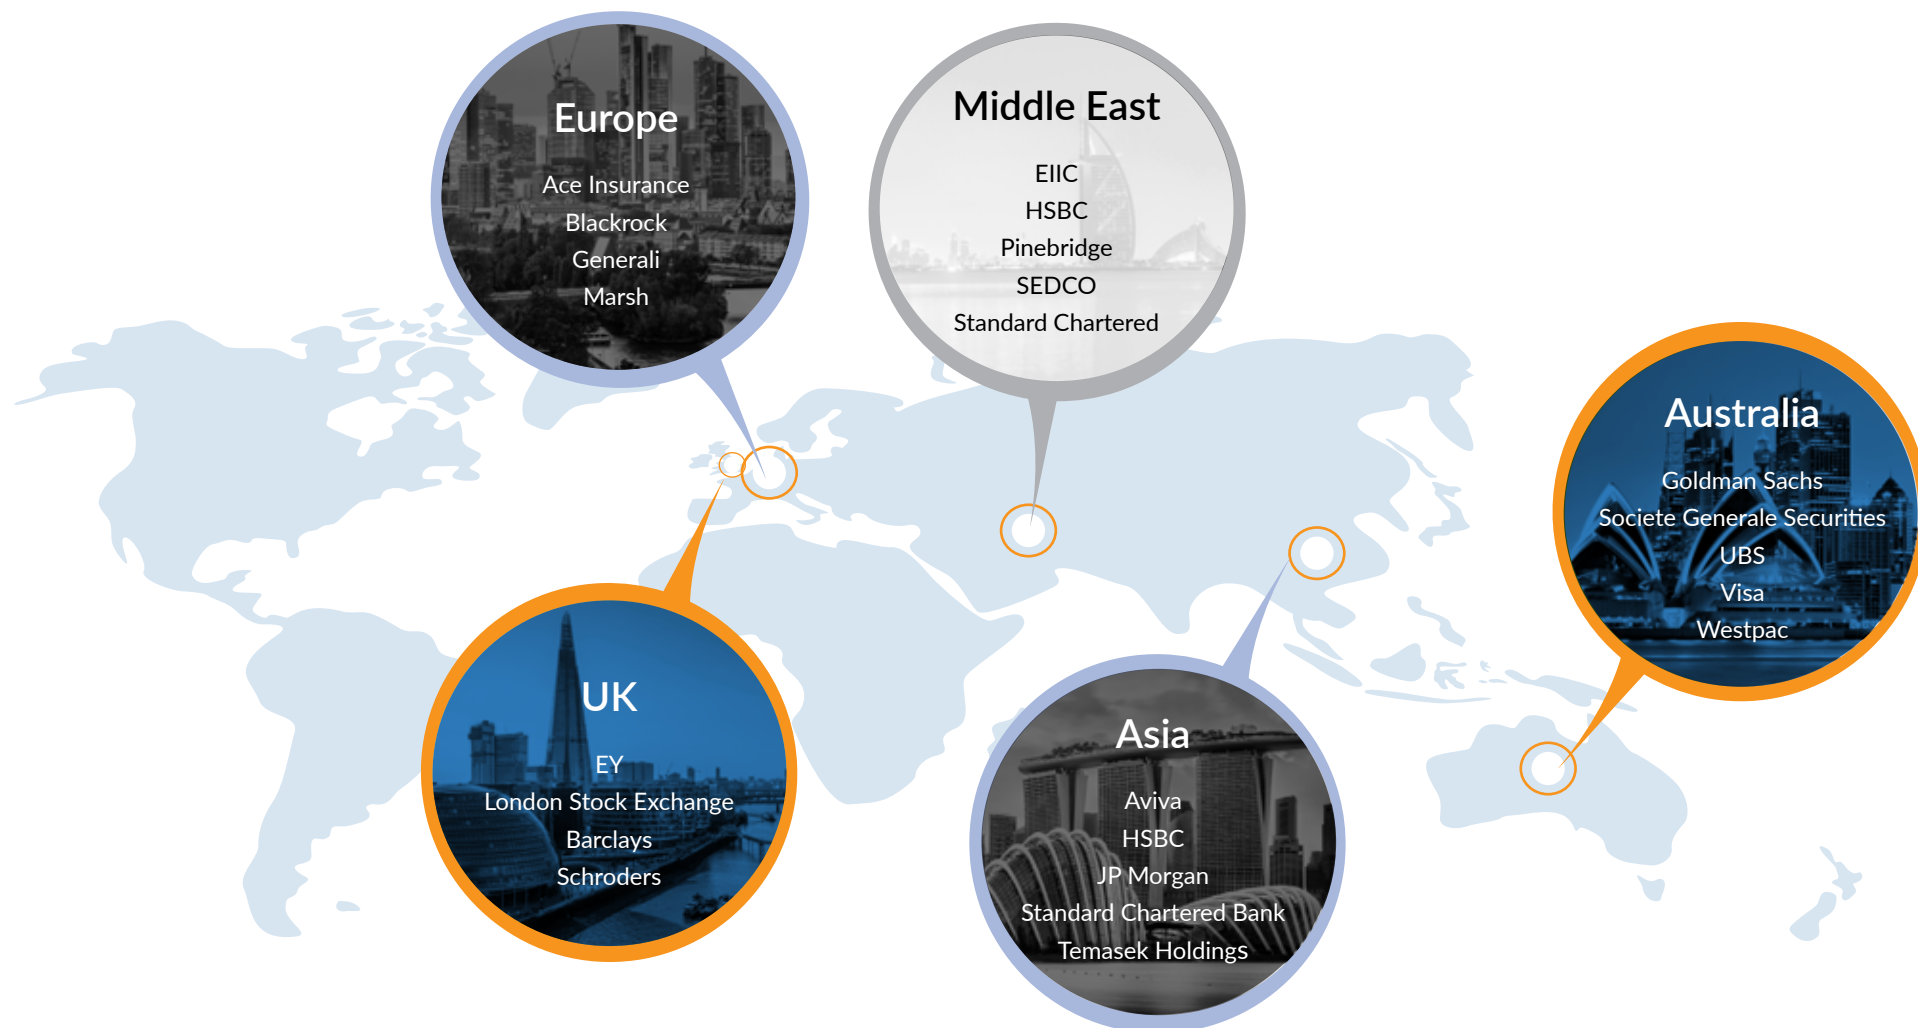 Europe
Ace Insurance
Blackrock
Generali
Marsh
Middle East
EIIC
HSBC
Pinebridge
SEDCO
Standard Chartered
Australia
Goldman Sachs
Societe Generale Securities
UBS
Visa
Westpac
UK
EY
London Stock Exchange
Barclays
Schroders
Asia
Aviva
HSBC
JP Morgan
Standard Chartered Bank
Temasek Holdings